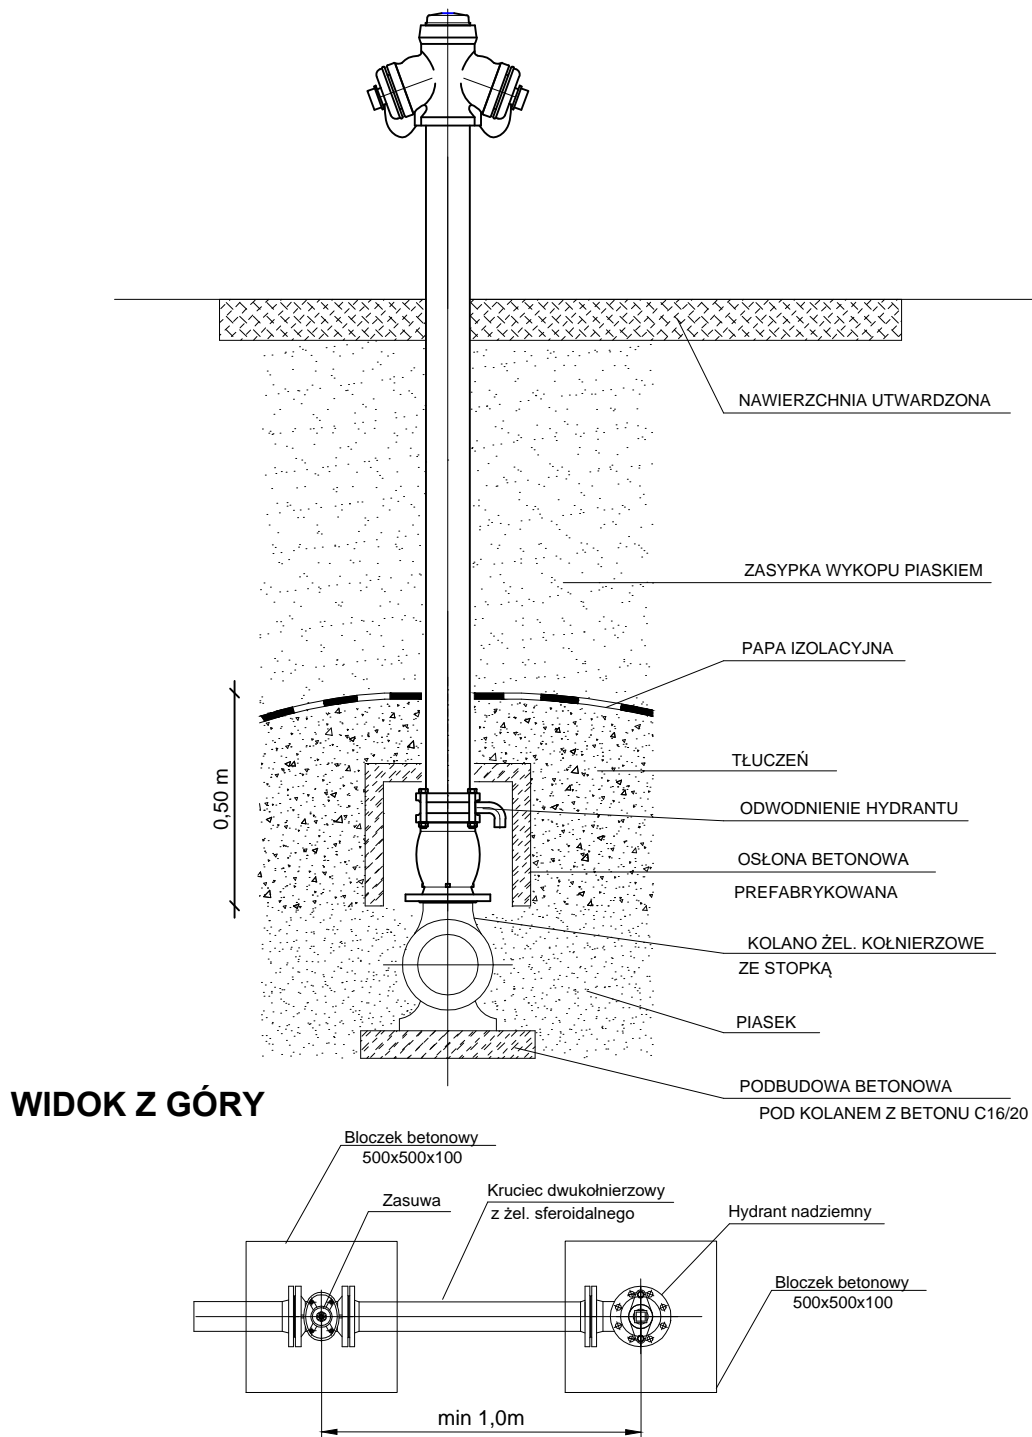 NAWIERZCHNIA UTWARDZONA
ZASYPKA WYKOPU PIASKIEM
PAPA IZOLACYJNA
0,50 m
TŁUCZEŃ
ODWODNIENIE HYDRANTU
OSŁONA BETONOWA
PREFABRYKOWANA
KOLANO ŻEL. KOŁNIERZOWE
ZE STOPKĄ
PIASEK
PODBUDOWA BETONOWA
POD KOLANEM Z BETONU C16/20
WIDOK Z GÓRY
Bloczek betonowy
500x500x100
Zasuwa
Kruciec dwukołnierzowy
z żel. sferoidalnego
Hydrant nadziemny
Bloczek betonowy
500x500x100
min 1,0m